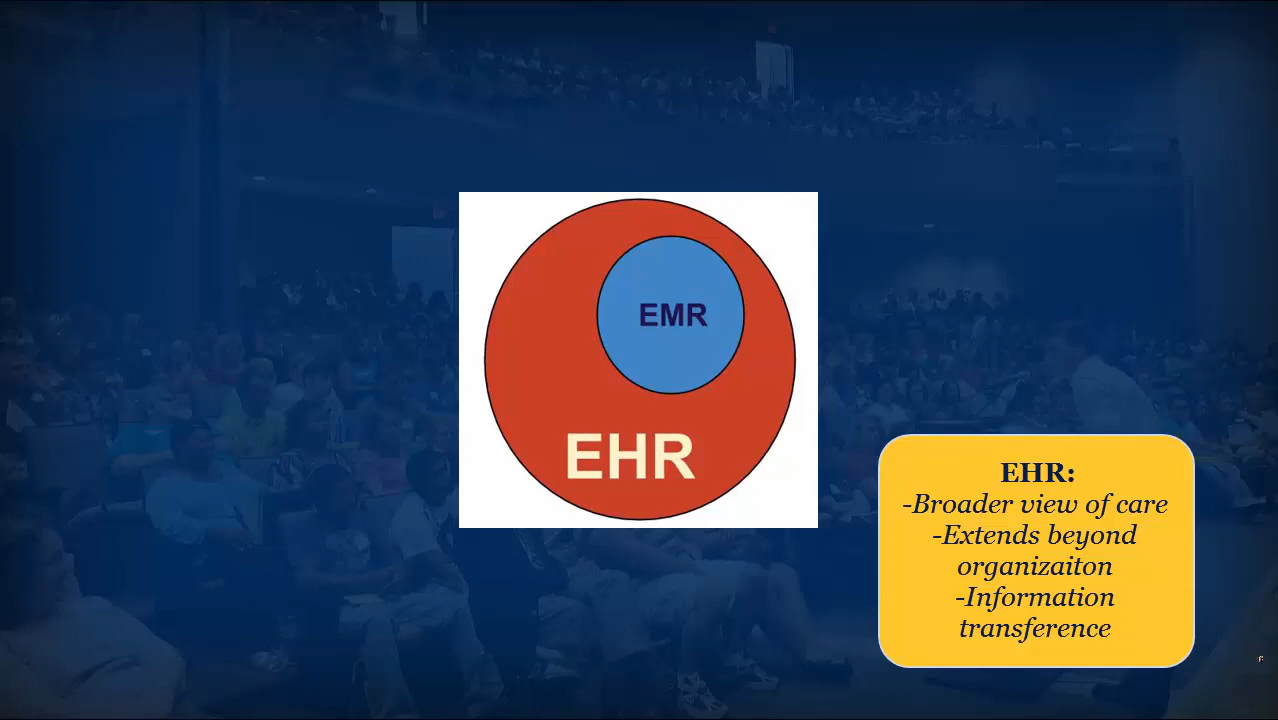 EMR
EHR
EHR:
-Broader view of care
-Extends beyond
organizaiton
-Information
transference